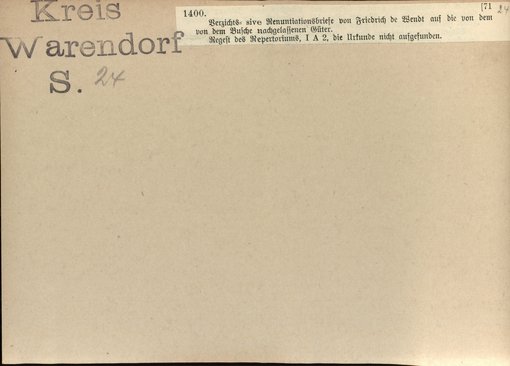 Kreis
Warendorf
S. 24
1400. [71 24
Verzichts- sive Renuntiationsbriefe von Friedrich de Wendt auf die von dem
von dem Busche nachgelassenen Güter.
Regest des Repertoriums, I A 2, die Urkunde nicht aufgefunden.